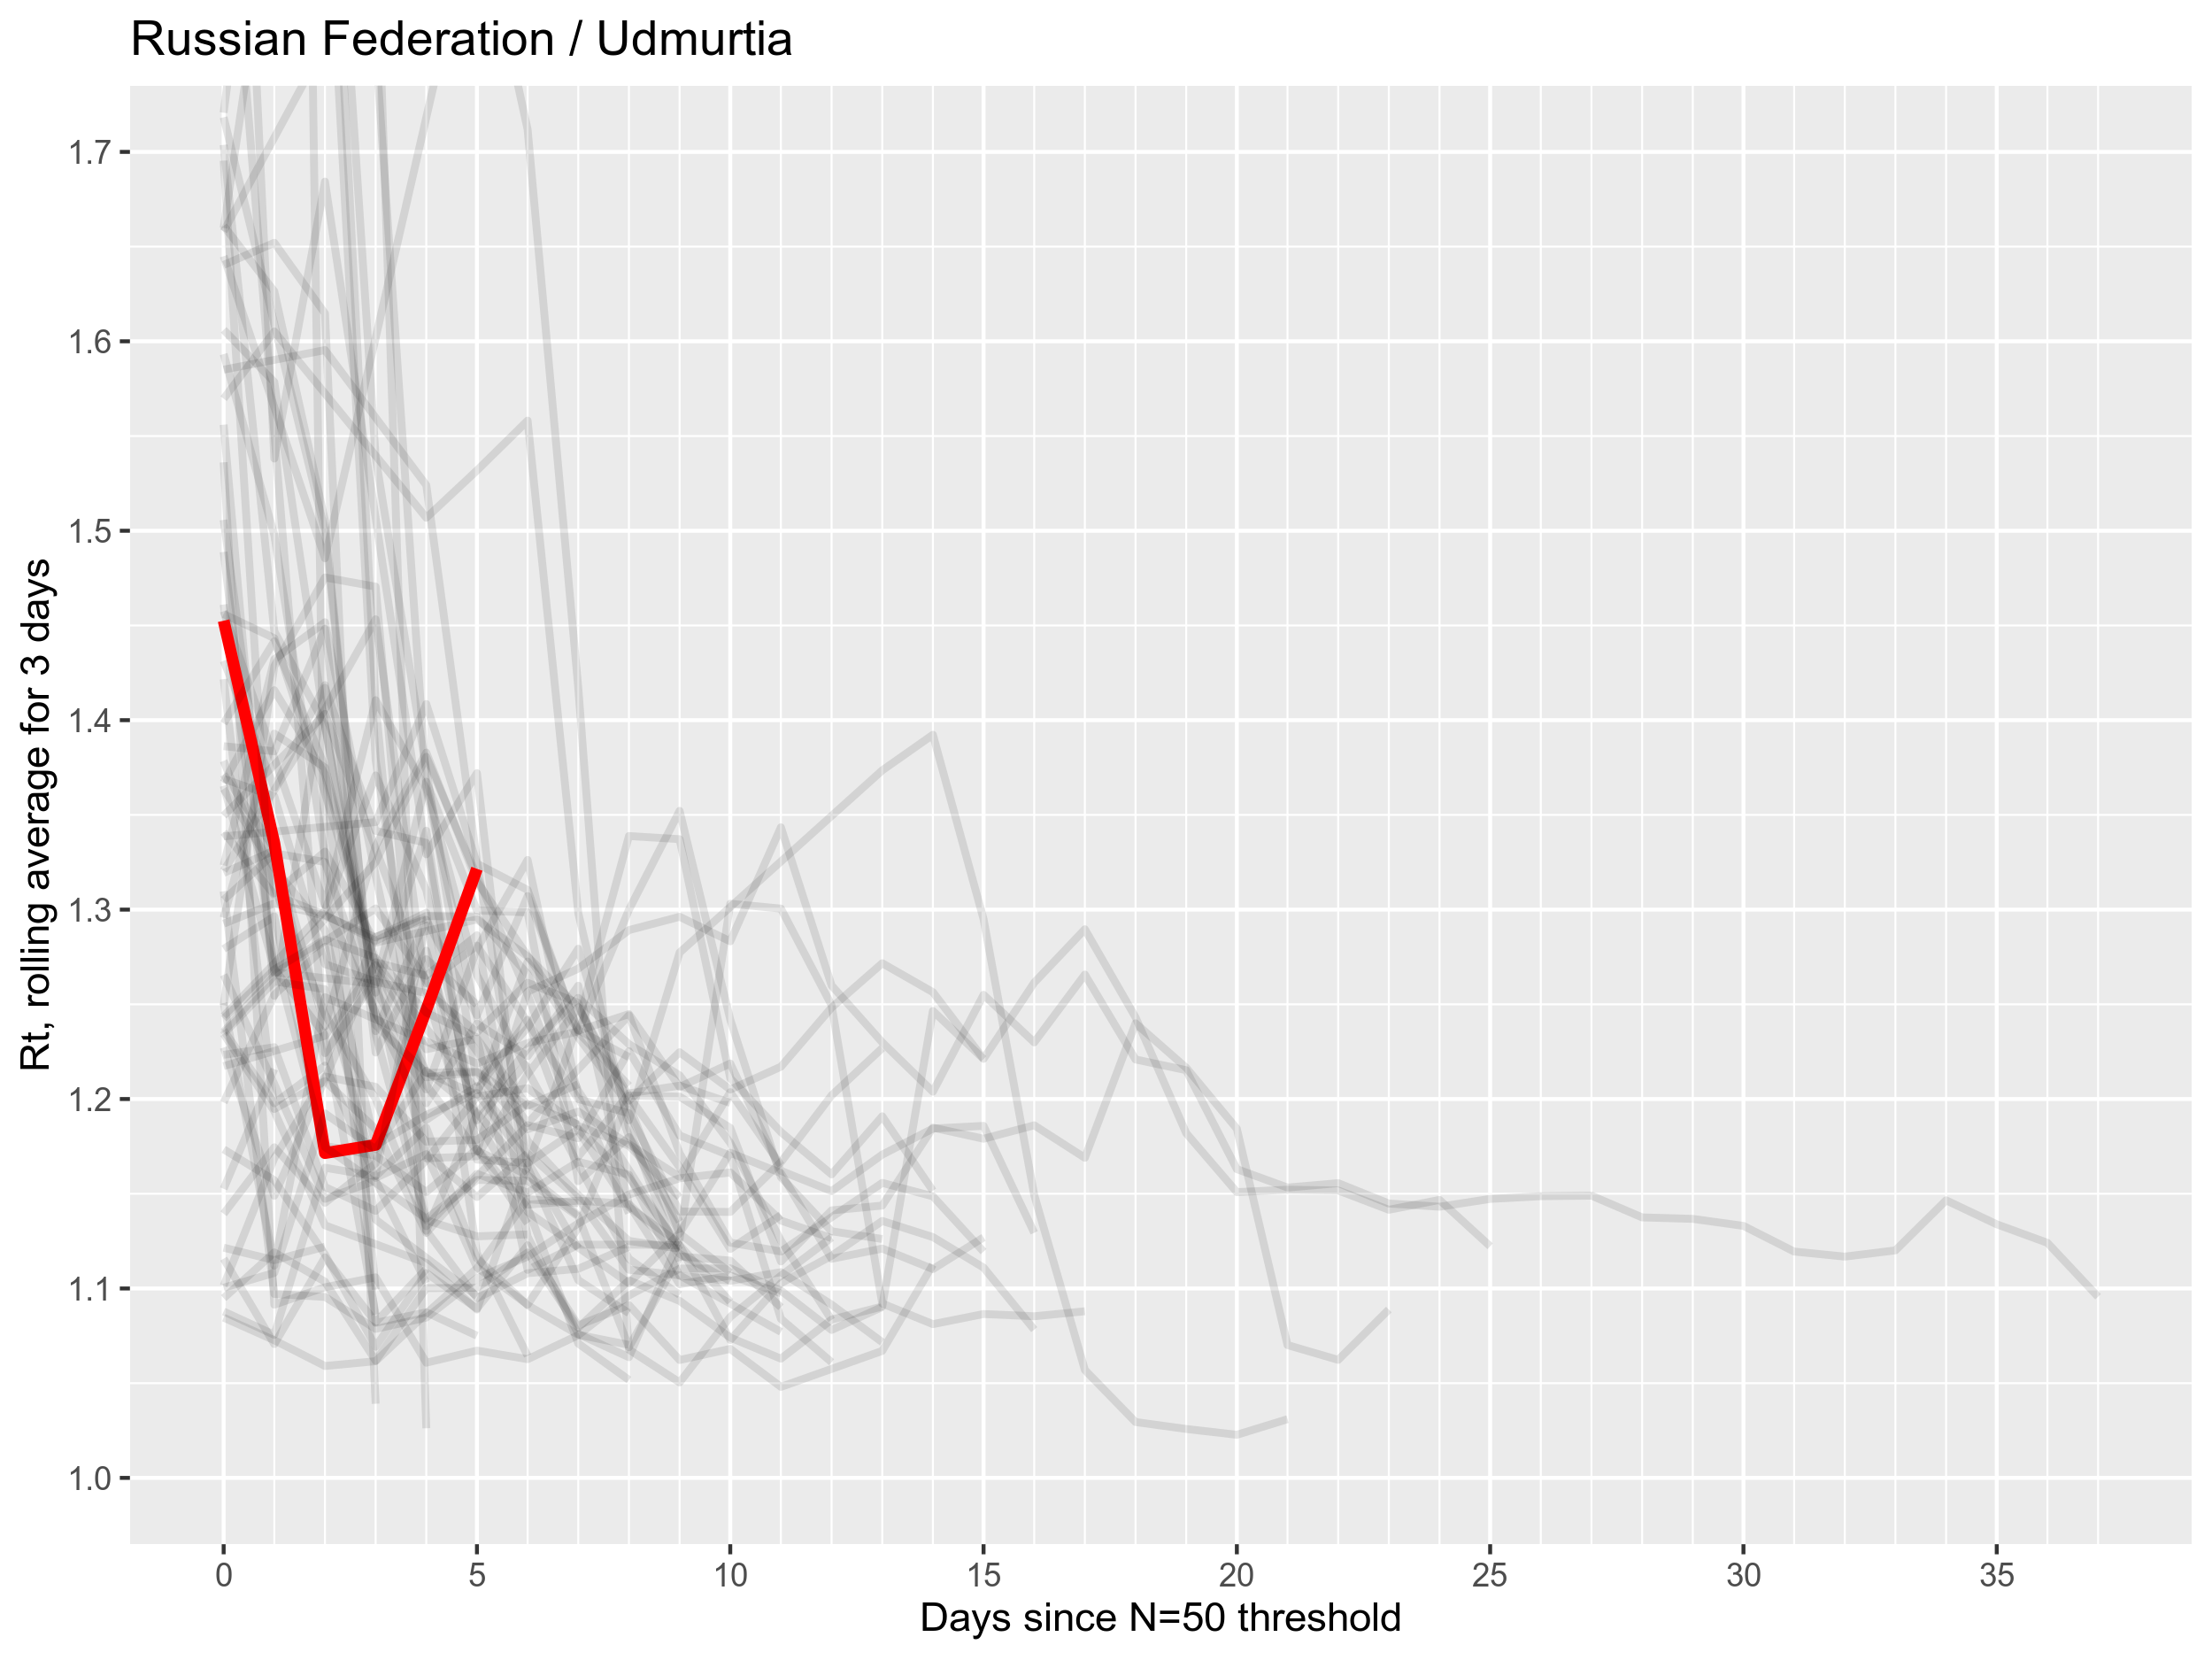 Russian Federation / Udmurtia
Rt, rolling average for 3 days
1.7
1.6
1.5
1.4
1.3
1.2
1.1
1.0
0 5 10 15 20 25 30 35
Days since N=50 threshold